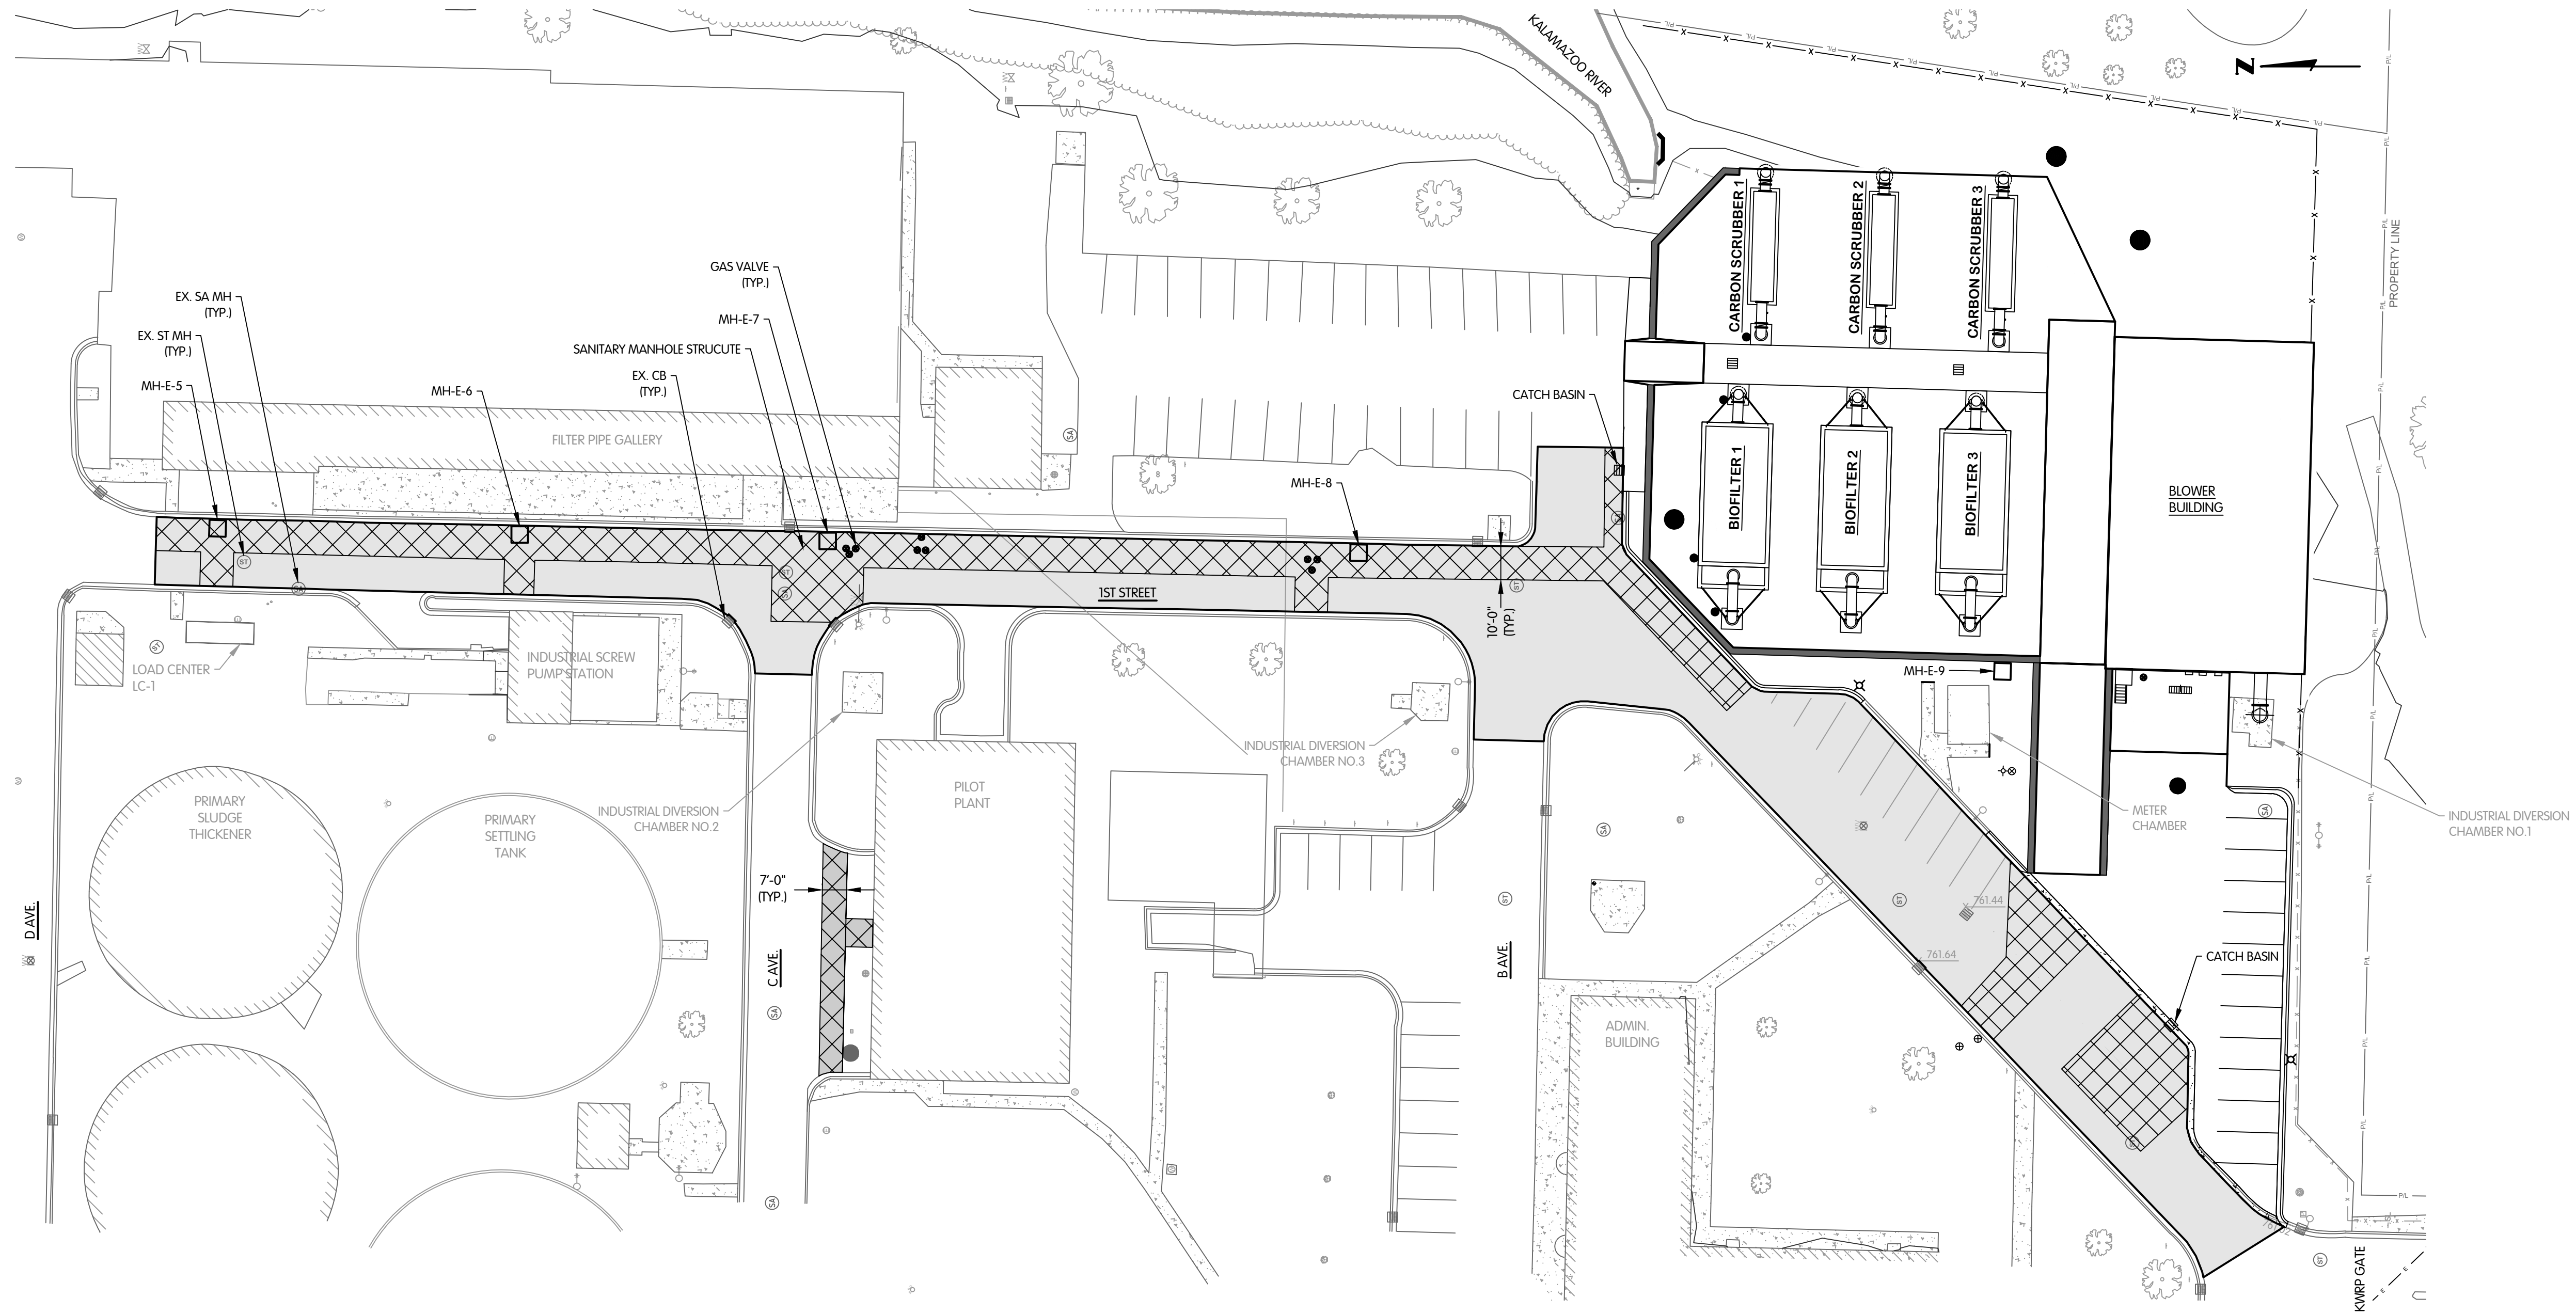 KALAMAZOO RIVER
N
PROPERTY LINE
CARBON SCRUBBER 1
CARBON SCRUBBER 2
CARBON SCRUBBER 3
GAS VALVE
(TYP.)
EX. SA MH
(TYP.)
MH-E-7
EX. ST MH
(TYP.)
SANITARY MANHOLE STRUCUTE
EX. CB
(TYP.)
MH-E-5
MH-E-6
CATCH BASIN
FILTER PIPE GALLERY
MH-E-8
BIOFILTER 1
BIOFILTER 2
BIOFILTER 3
BLOWER
BUILDING
1ST STREET
10'-0"
(TYP.)
LOAD CENTER
LC-1
INDUSTRIAL SCREW
PUMP STATION
MH-E-9
INDUSTRIAL DIVERSION
CHAMBER NO.3
PILOT
PLANT
PRIMARY
SLUDGE
THICKENER
PRIMARY
SETTLING
TANK
INDUSTRIAL DIVERSION
CHAMBER NO.2
METER
CHAMBER
INDUSTRIAL DIVERSION
CHAMBER NO.1
7'-0"
(TYP.)
761.44
761.64
D AVE.
C AVE.
B AVE.
CATCH BASIN
ADMIN.
BUILDING
KWRP GATE
ST
SA
P/L